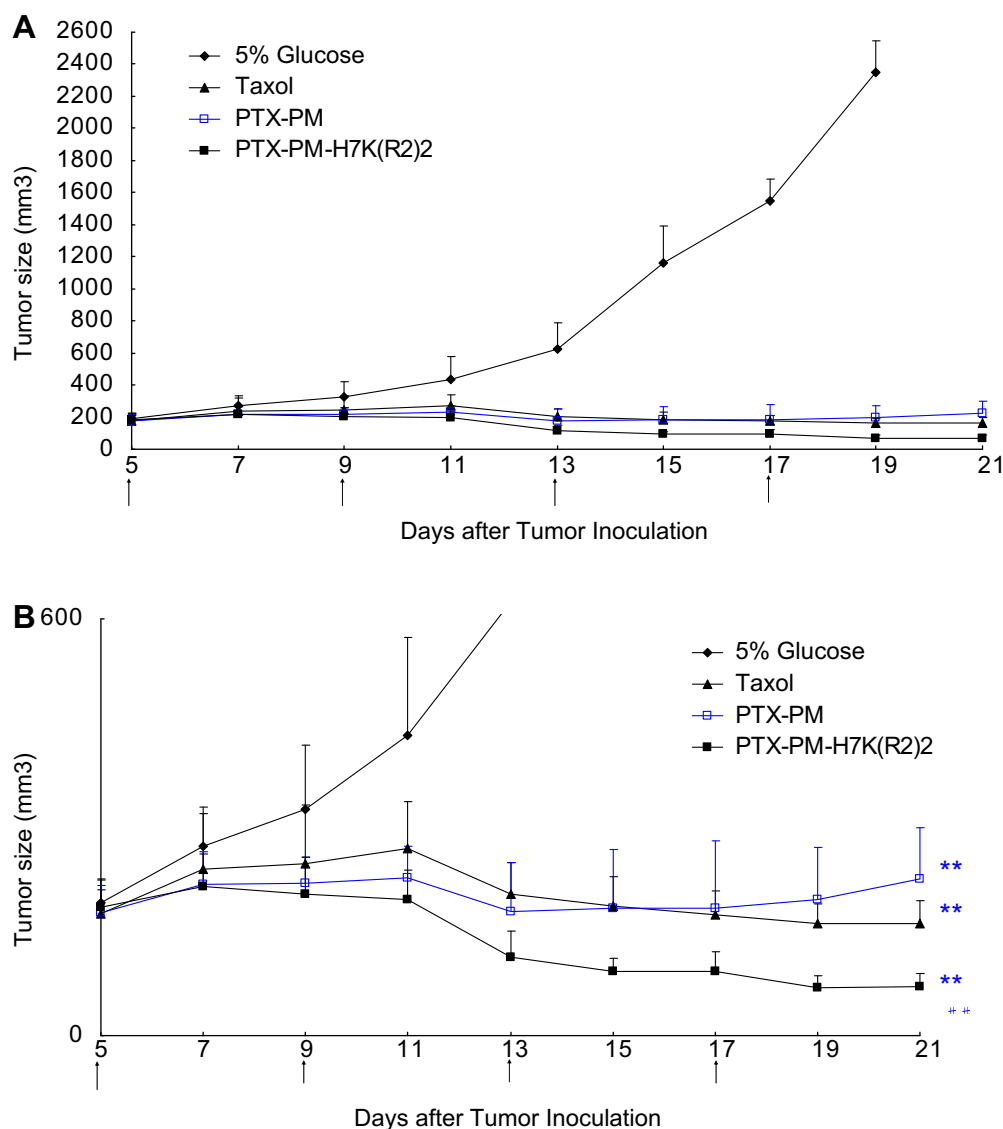 A
2600
2400
2200
2000
1800
1600
1400
1200
1000
800
600
400
200
0
Tumor size (mm3)
5% Glucose
Taxol
PTX-PM
PTX-PM-H7K(R2)2
5 7 9 11 13 15 17 19 21
Days after Tumor Inoculation
B
600
0
Tumor size (mm3)
5% Glucose
Taxol
PTX-PM
PTX-PM-H7K(R2)2
**
**
**
##
5 7 9 11 13 15 17 19 21
Days after Tumor Inoculation